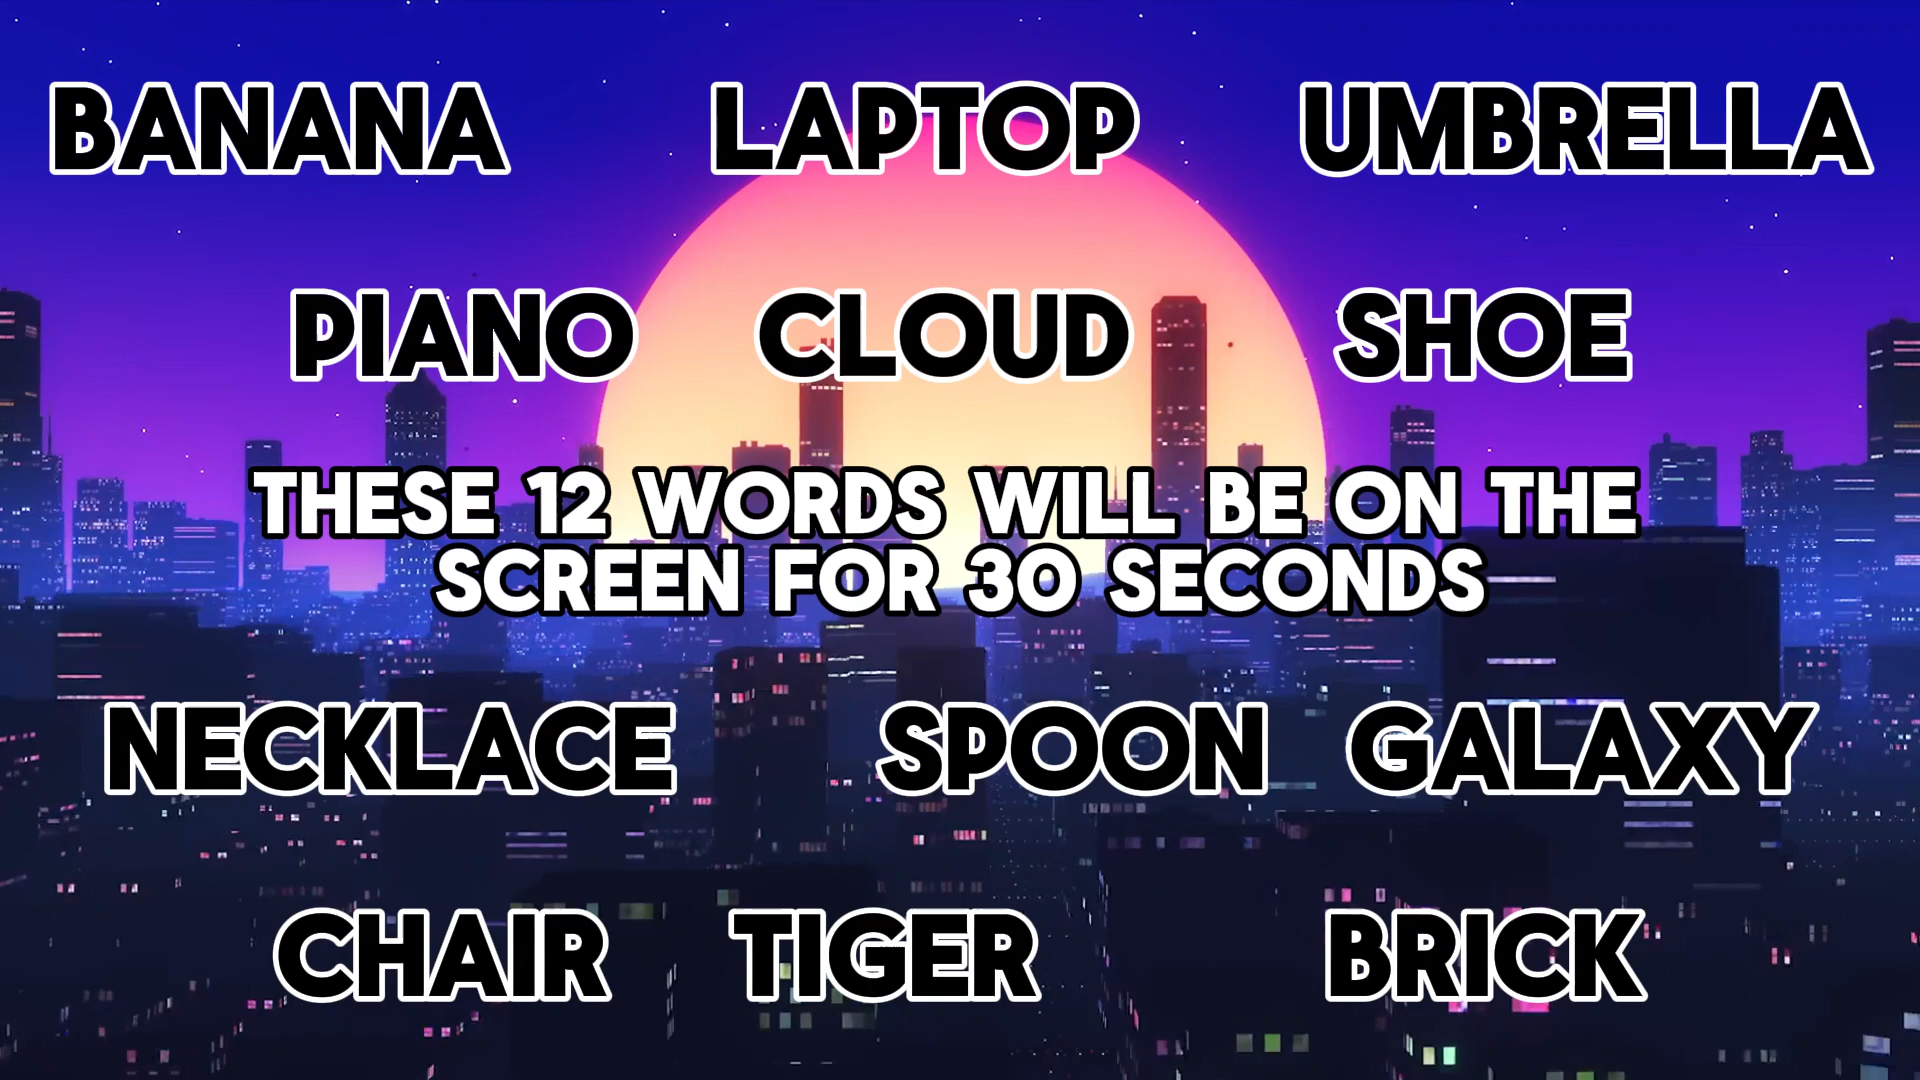 BANANA LAPTOP UMBRELLA
PIANO CLOUD SHOE
THESE 12 WORDS WILL BE ON THE
SCREEN FOR 30 SECONDS
NECKLACE SPOON GALAXY
CHAIR TIGER BRICK